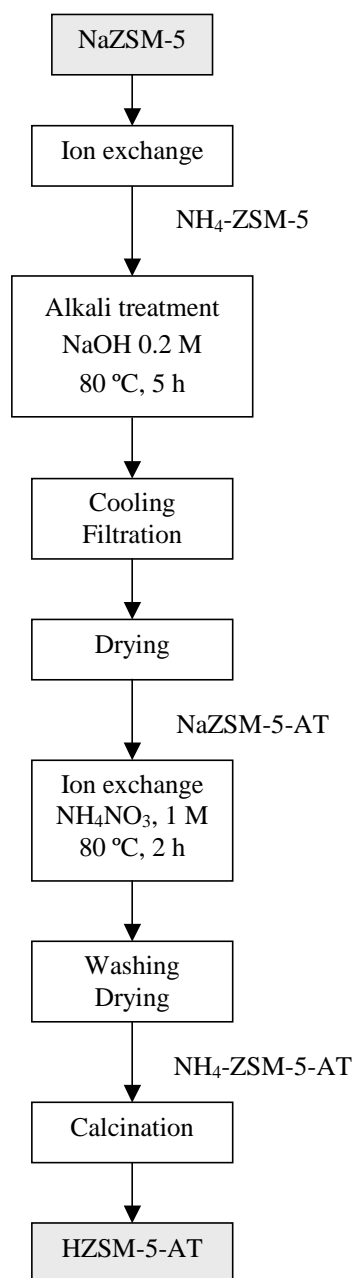 NaZSM-5
Ion exchange
NH₄-ZSM-5
Alkali treatment
NaOH 0.2 M
80 ºC, 5 h
Cooling
Filtration
Drying
NaZSM-5-AT
Ion exchange
NH₄NO₃, 1 M
80 ºC, 2 h
Washing
Drying
NH₄-ZSM-5-AT
Calcination
HZSM-5-AT